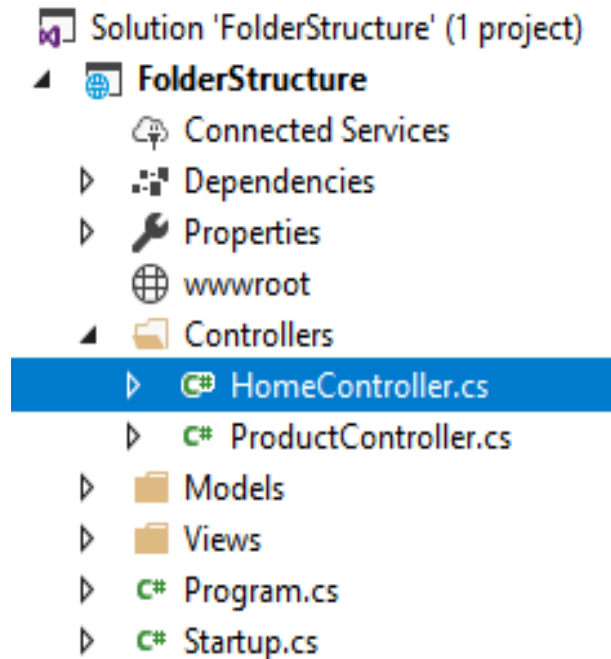 Solution 'FolderStructure' (1 project)
FolderStructure
Connected Services
Dependencies
Properties
wwwroot
Controllers
C# HomeController.cs
C# ProductController.cs
Models
Views
C# Program.cs
C# Startup.cs